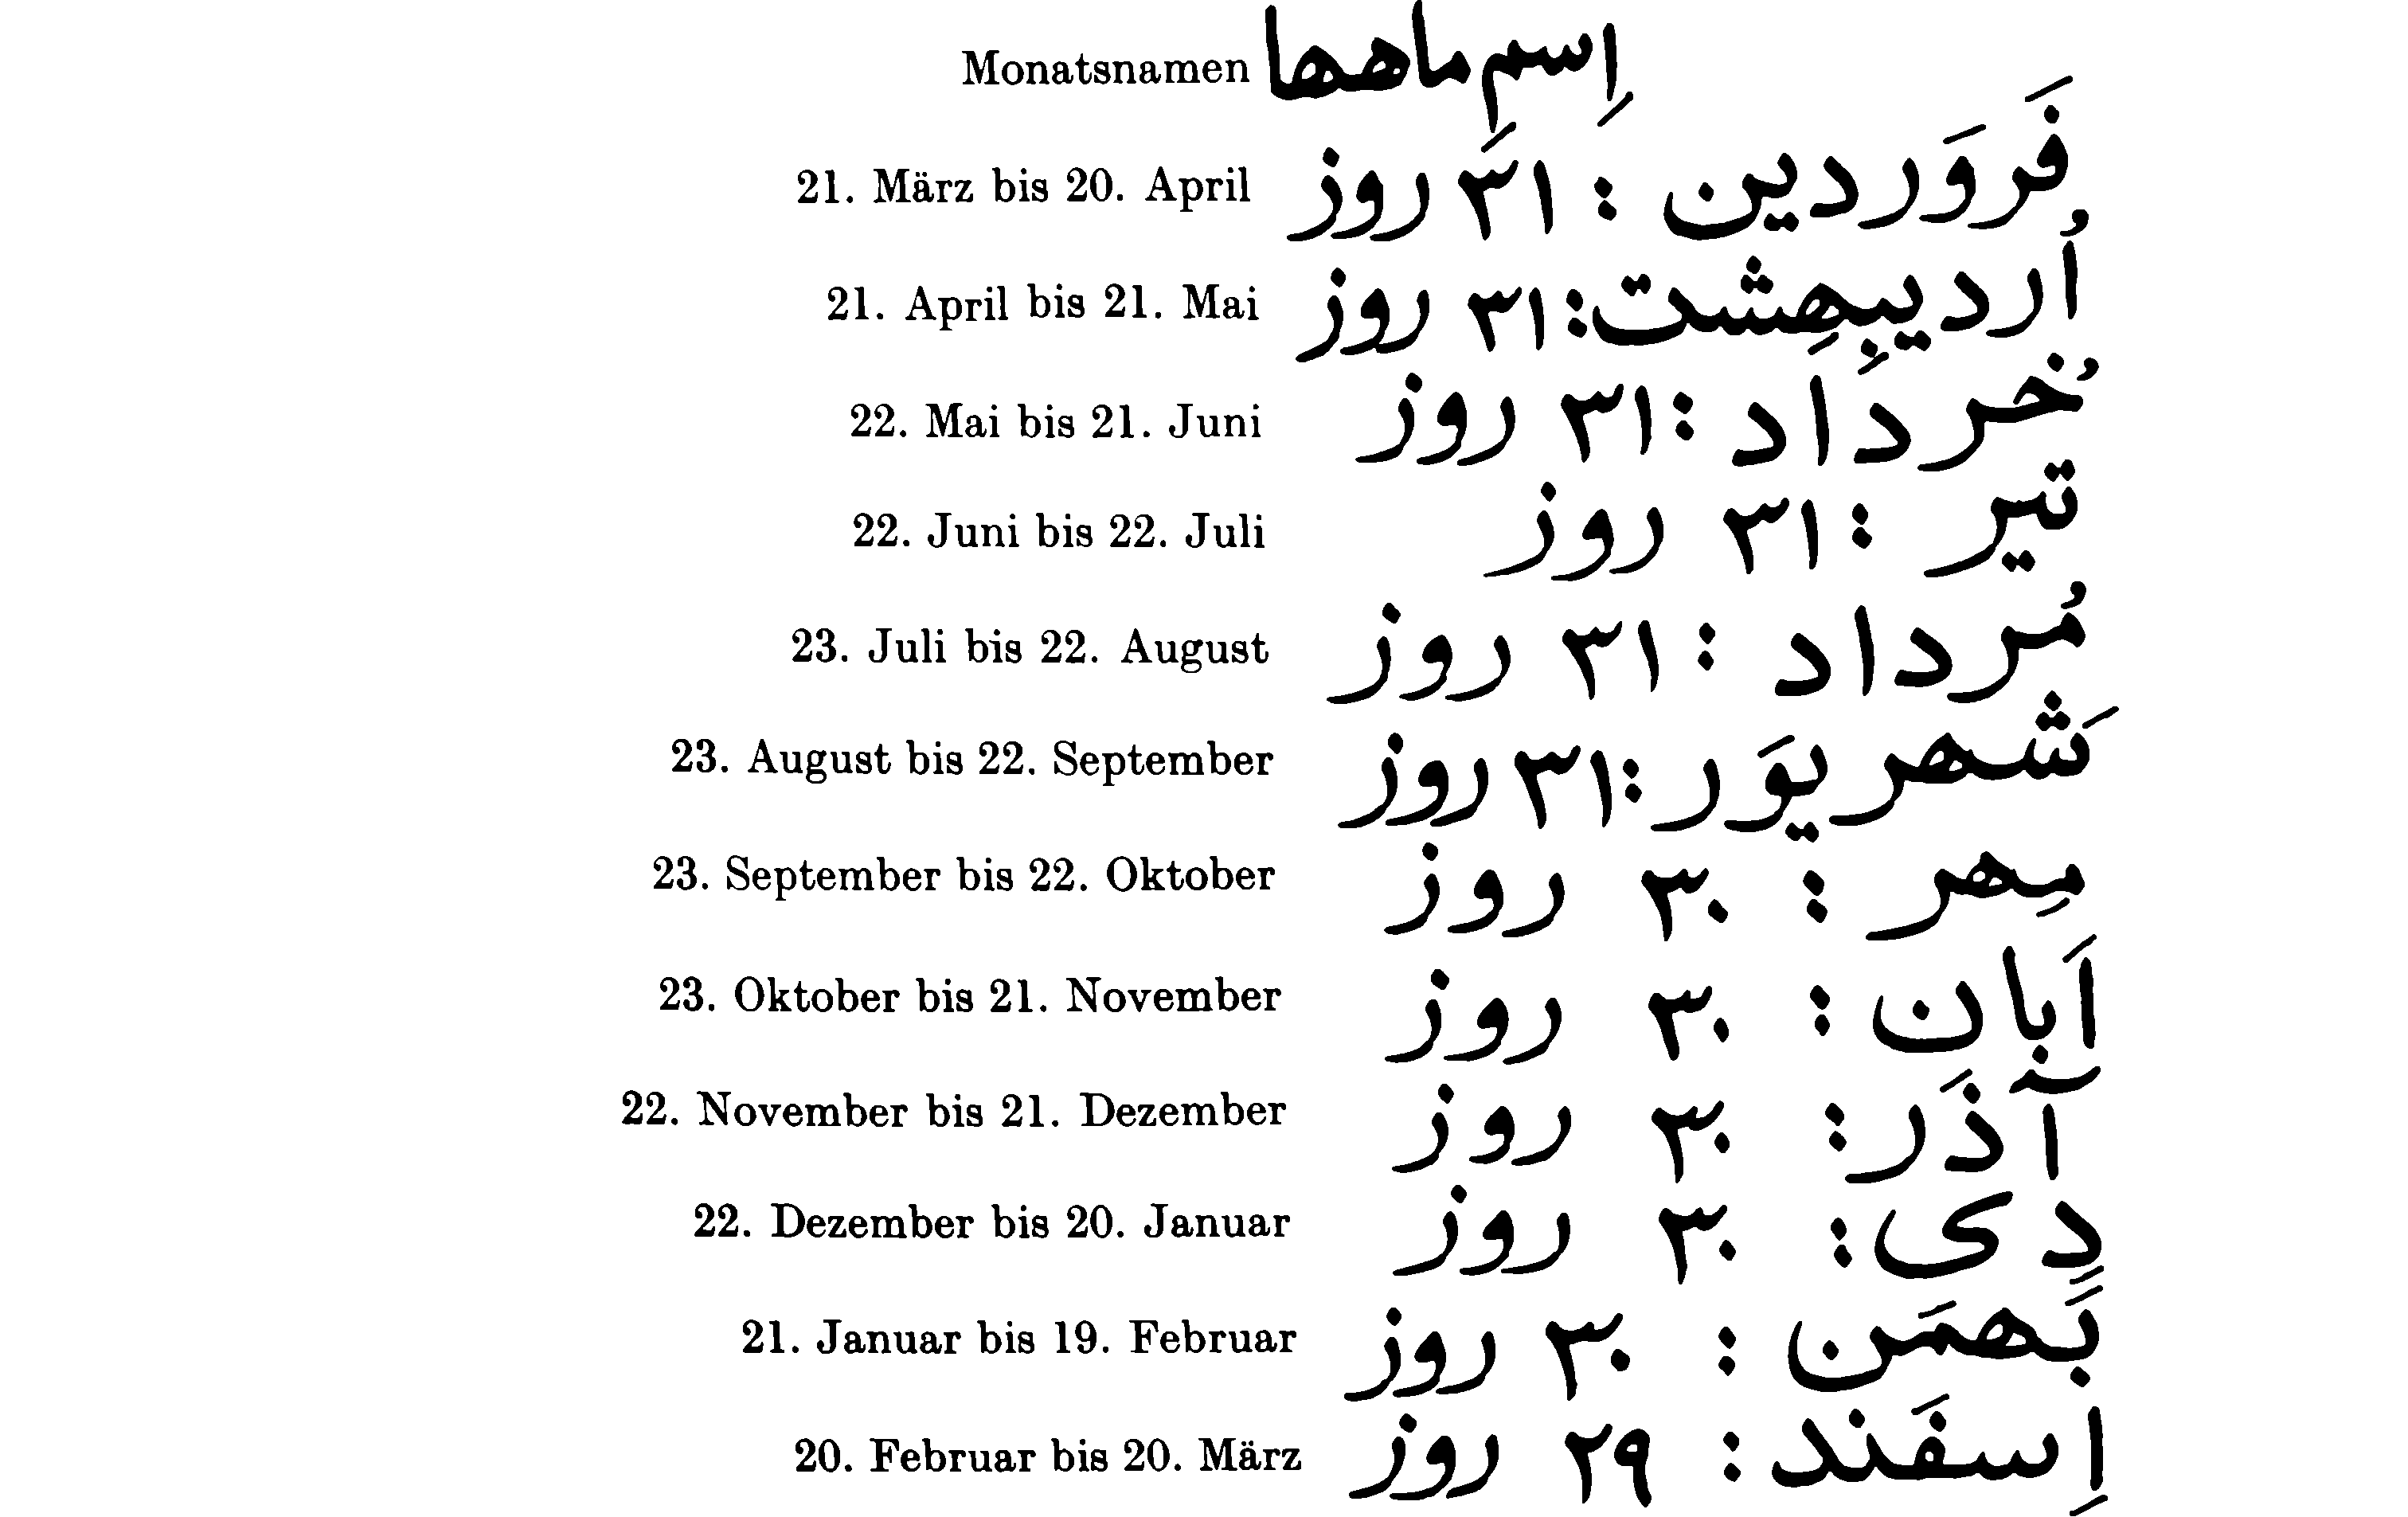 Monatsnamen اِسم ماهها
21. März bis 20. April فَروَردین : ۳۱ روز
21. April bis 21. Mai اُردیبِهِشت : ۳۱ روز
22. Mai bis 21. Juni خُردَاد : ۳۱ روز
22. Juni bis 22. Juli تیر : ۳۱ روز
23. Juli bis 22. August مُرداد : ۳۱ روز
23. August bis 22. September شَهریوَر : ۳۱ روز
23. September bis 22. Oktober مِهر : ۳۰ روز
23. Oktober bis 21. November اَبان : ۳۰ روز
22. November bis 21. Dezember آذَر : ۳۰ روز
22. Dezember bis 20. Januar دِی : ۳۰ روز
21. Januar bis 19. Februar بَهمَن : ۳۰ روز
20. Februar bis 20. März اِسفَند : ۲۹ روز